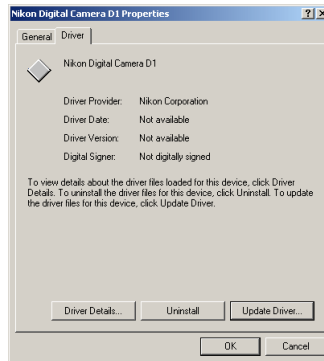 Nikon Digital Camera D1 Properties
General Driver
Nikon Digital Camera D1
Driver Provider: Nikon Corporation
Driver Date: Not available
Driver Version: Not available
Digital Signer: Not digitally signed
To view details about the driver files loaded for this device, click Driver
Details. To uninstall the driver files for this device, click Uninstall. To update
the driver files for this device, click Update Driver.
Driver Details... Uninstall Update Driver...
OK Cancel